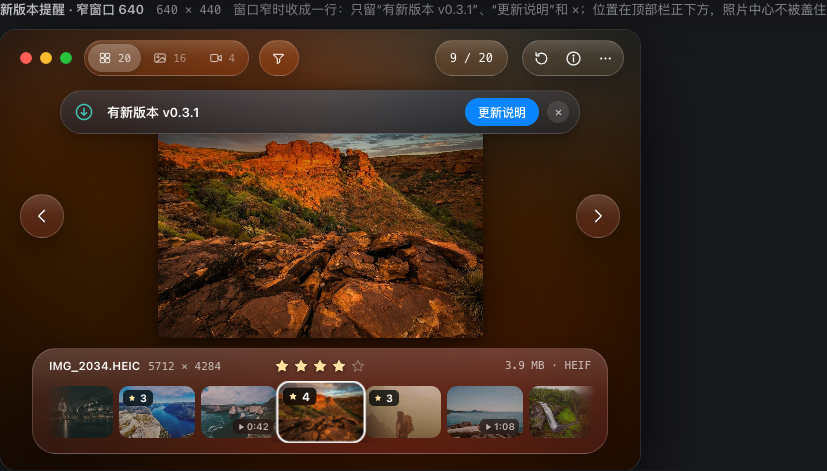 新版本提醒 · 窄窗口 640 640 × 440 窗口窄时收成一行：只留“有新版本 v0.3.1”、“更新说明”和 ×；位置在顶部栏正下方，照片中心不被盖住
20 16 4 9 / 20
有新版本 v0.3.1 更新说明 ×
IMG_2034.HEIC 5712 × 4284 3.9 MB · HEIF
3 4 3
0:42 1:08